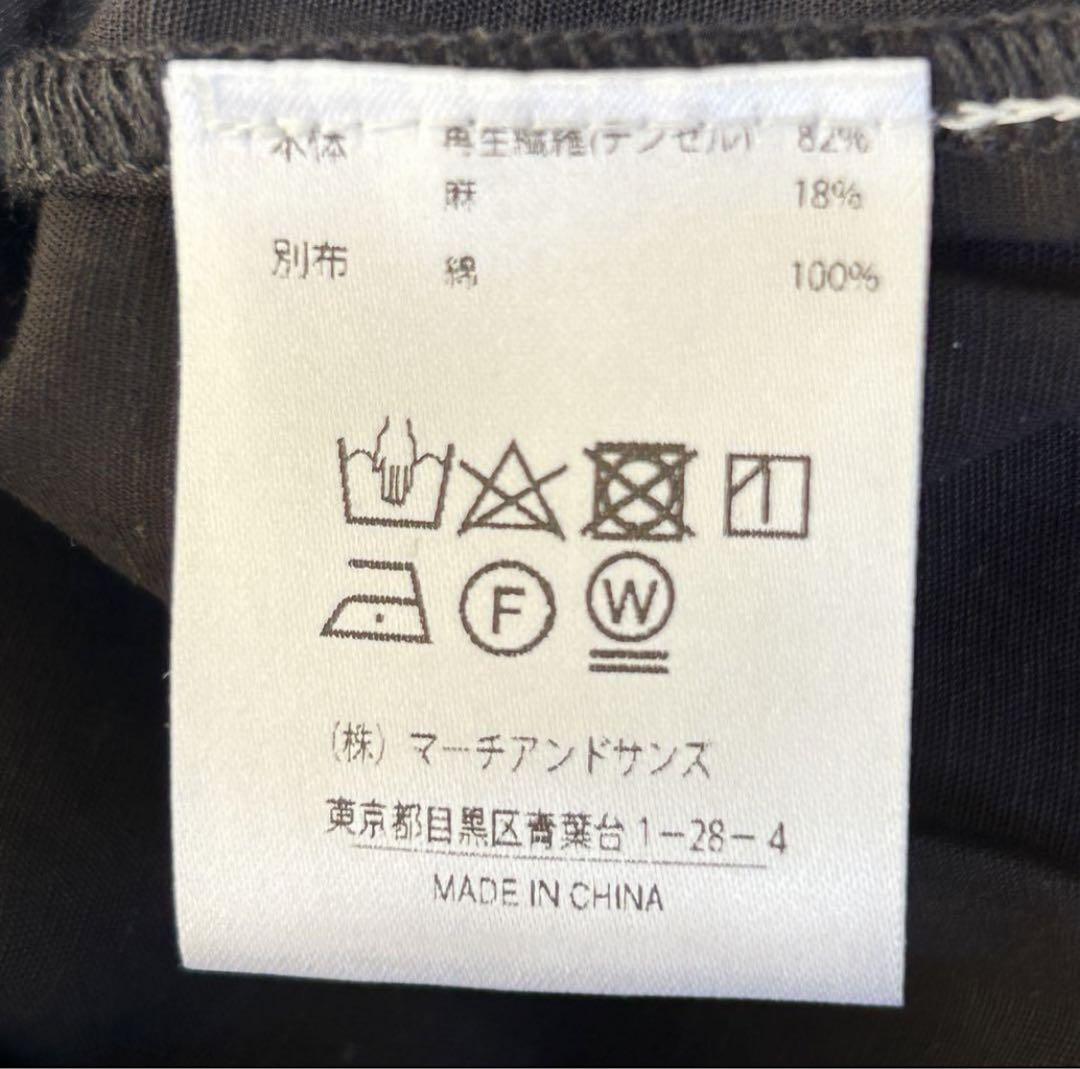 本体 再生繊維(テンセル) 82%
麻 18%
別布 綿 100%
F W
(株) マーチアンドサンズ
東京都目黒区青葉台1-28-4
MADE IN CHINA